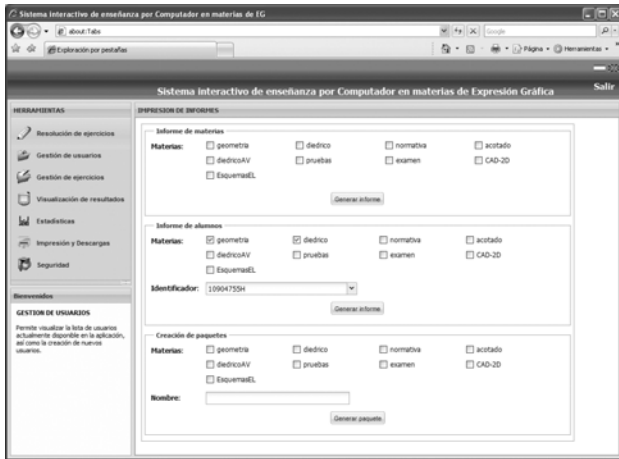 Sistema interactivo de enseñanza por Computador en materias de EG
about:Tabs
Google
Exploración por pestañas
Página
Herramientas
Sistema interactivo de enseñanza por Computador en materias de Expresión Gráfica
Salir
HERRAMIENTAS
IMPRESION DE INFORMES
Resolución de ejercicios
Gestión de usuarios
Gestión de ejercicios
Visualización de resultados
Estadísticas
Impresión y Descargas
Seguridad
Bienvenidos
GESTION DE USUARIOS
Permite visualizar la lista de usuarios
actualmente disponible en la aplicación,
así como la creación de nuevos
usuarios.
Informe de materias
Materias: geometria diedrico normativa acotado
diedricoAV pruebas examen CAD-2D
EsquemasEL
Generar informe
Informe de alumnos
Materias: geometria diedrico normativa acotado
diedricoAV pruebas examen CAD-2D
EsquemasEL
Identificador: 10904755H
Generar informe
Creación de paquetes
Materias: geometria diedrico normativa acotado
diedricoAV pruebas examen CAD-2D
EsquemasEL
Nombre:
Generar paquete